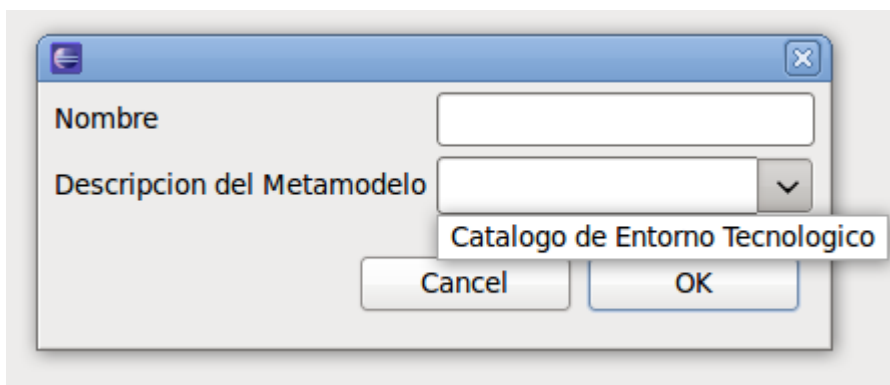 Nombre
Descripcion del Metamodelo
Catalogo de Entorno Tecnologico
Cancel OK